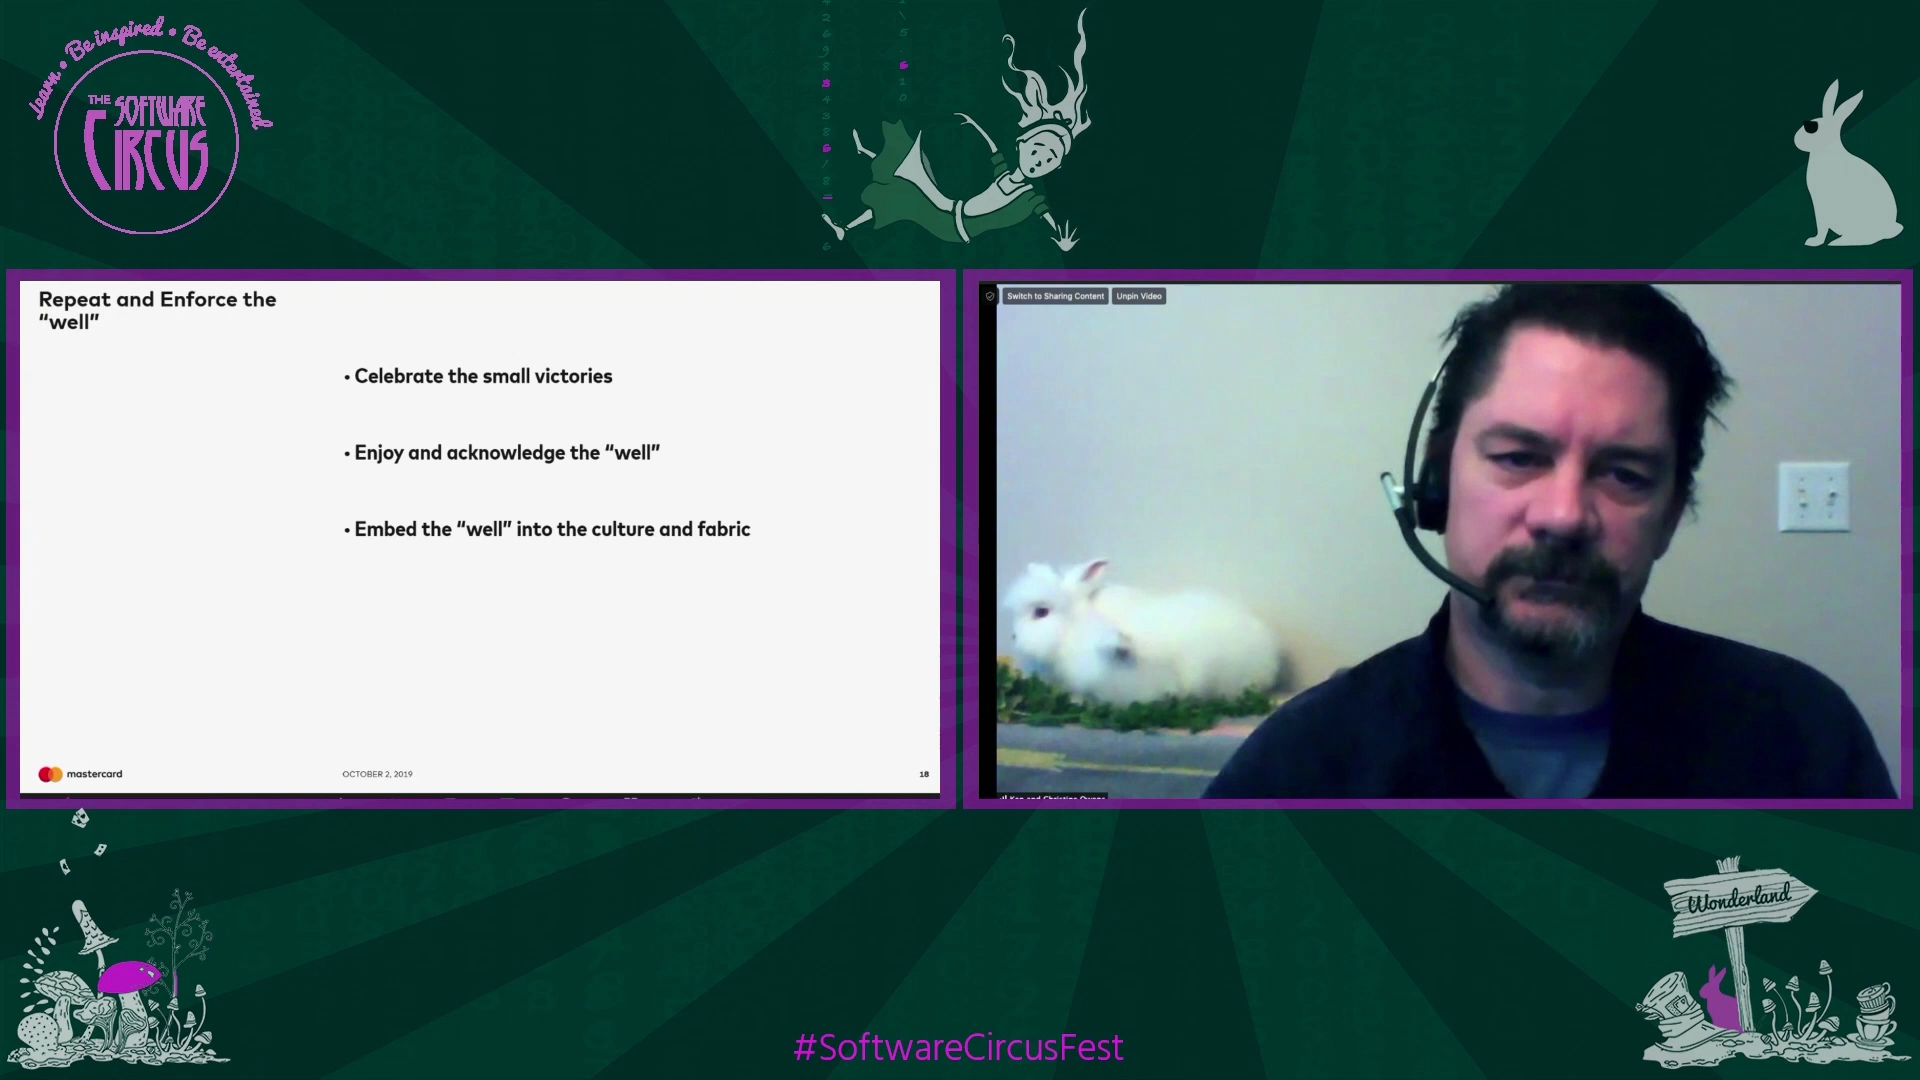 learn • Be inspired • Be entertained
THE SOFTWARE
CIRCUS
Repeat and Enforce the
“well”
• Celebrate the small victories
• Enjoy and acknowledge the “well”
• Embed the “well” into the culture and fabric
mastercard
OCTOBER 2, 2019
18
Switch to Sharing Content
Unpin Video
Wonderland
#SoftwareCircusFest